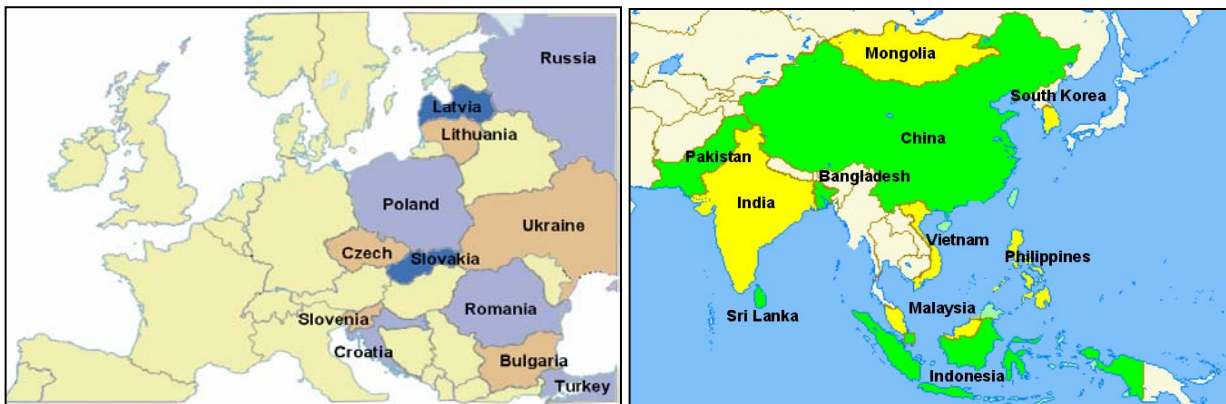 Russia
Latvia
Lithuania
Poland
Ukraine
Czech
Slovakia
Romania
Slovenia
Croatia
Bulgaria
Turkey
Mongolia
South Korea
China
Pakistan
Bangladesh
India
Vietnam
Philippines
Malaysia
Sri Lanka
Indonesia